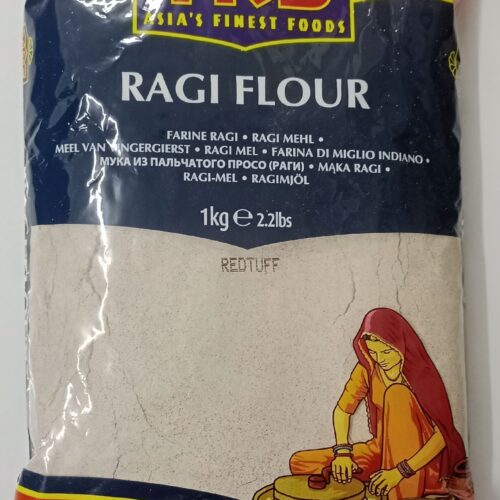 ASIA'S FINEST FOODS
RAGI FLOUR
FARINE RAGI • RAGI MEHL •
MEEL VAN VINGERGIERST • RAGI MEL • FARINA DI MIGLIO INDIANO •
МУКА ИЗ ПАЛЬЧАТОГО ПРОСО (РАГИ) • MĄKA RAGI •
RAGI-MEL • RAGIMJÖL
1kg ℮ 2.2lbs
REDTUFF